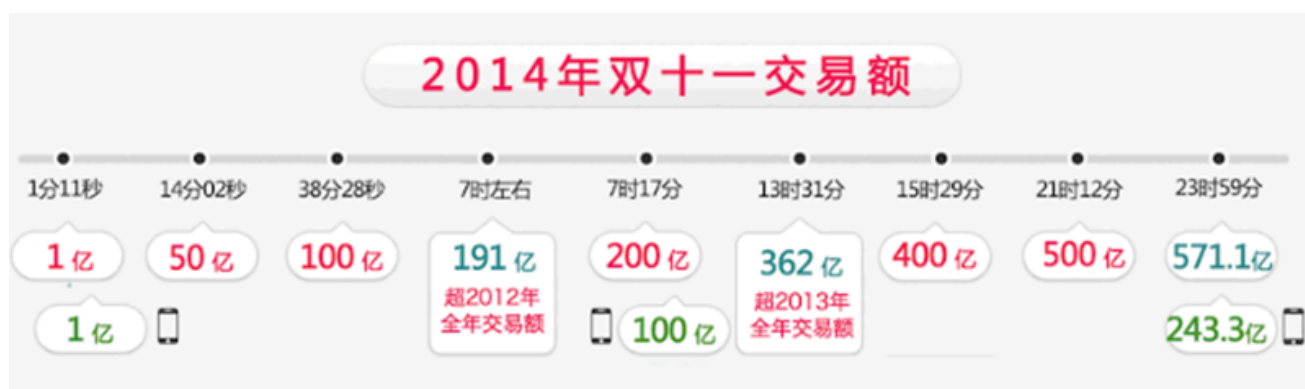 2014年双十一交易额
1分11秒 14分02秒 38分28秒 7时左右 7时17分 13时31分 15时29分 21时12分 23时59分
1亿 50亿 100亿 191亿 200亿 362亿 400亿 500亿 571.1亿
超2012年 超2013年
全年交易额 全年交易额
1亿 100亿 243.3亿